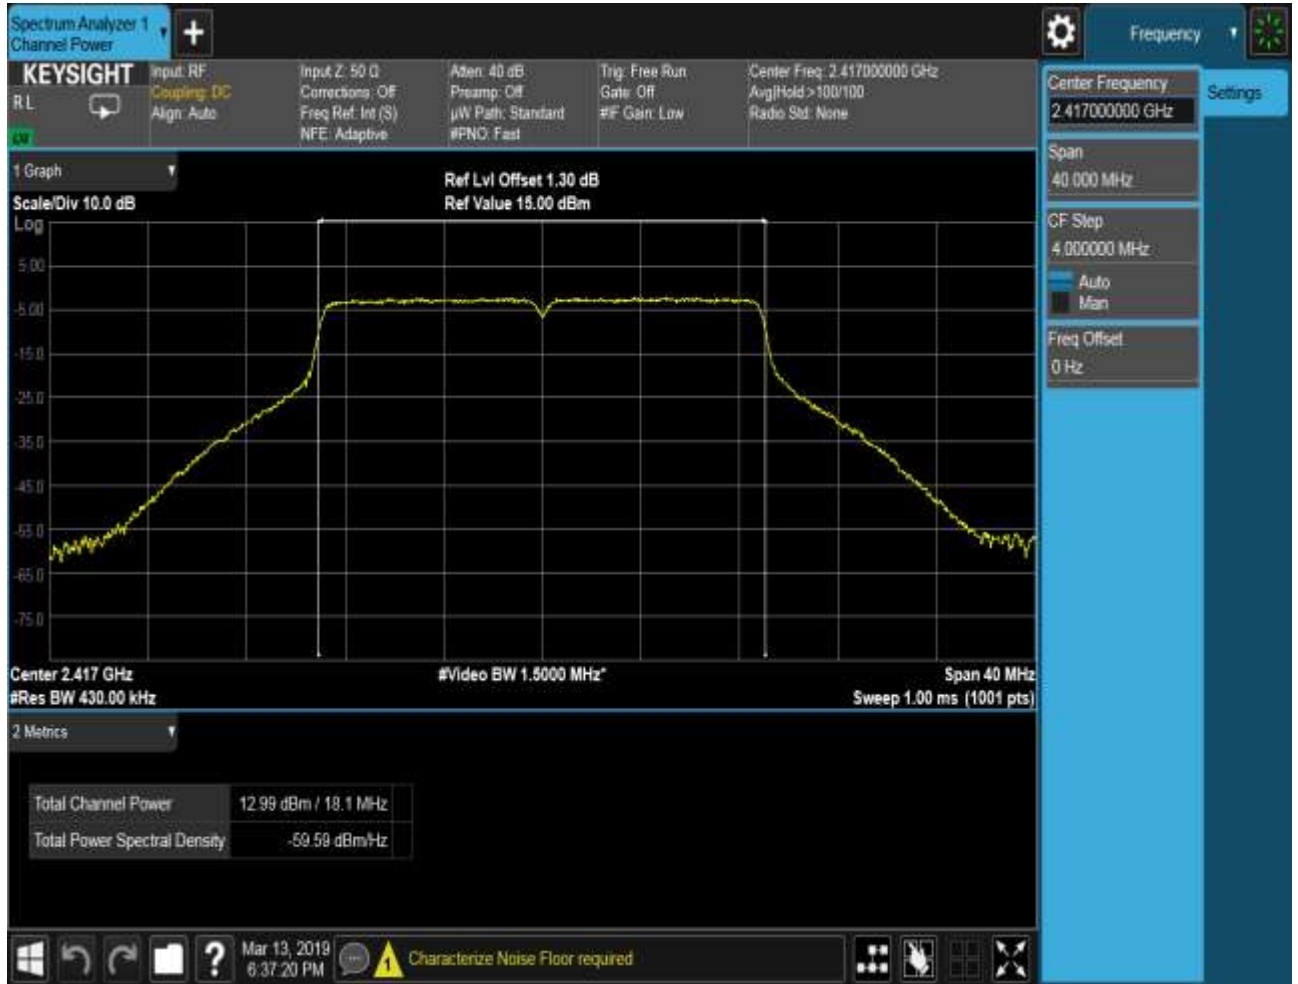 Spectrum Analyzer 1
Channel Power
+
Frequency
KEYSIGHT
RL
LXI
Input: RF
Coupling: DC
Align: Auto
Input Z: 50 Ω
Corrections: Off
Freq Ref: Int (S)
NFE: Adaptive
Atten: 40 dB
Preamp: Off
µW Path: Standard
#PNO: Fast
Trig: Free Run
Gate: Off
#IF Gain: Low
Center Freq: 2.417000000 GHz
Avg|Hold:>100/100
Radio Std: None
Center Frequency
2.417000000 GHz
Settings
Span
40.000 MHz
CF Step
4.000000 MHz
Auto
Man
Freq Offset
0 Hz
1 Graph
Scale/Div 10.0 dB
Ref Lvl Offset 1.30 dB
Ref Value 15.00 dBm
Log
5.00
-5.00
-15.0
-25.0
-35.0
-45.0
-55.0
-65.0
-75.0
Center 2.417 GHz
#Res BW 430.00 kHz
#Video BW 1.5000 MHz*
Span 40 MHz
Sweep 1.00 ms (1001 pts)
2 Metrics
Total Channel Power 12.99 dBm / 18.1 MHz
Total Power Spectral Density -59.59 dBm/Hz
?
Mar 13, 2019
6:37:20 PM
1
Characterize Noise Floor required